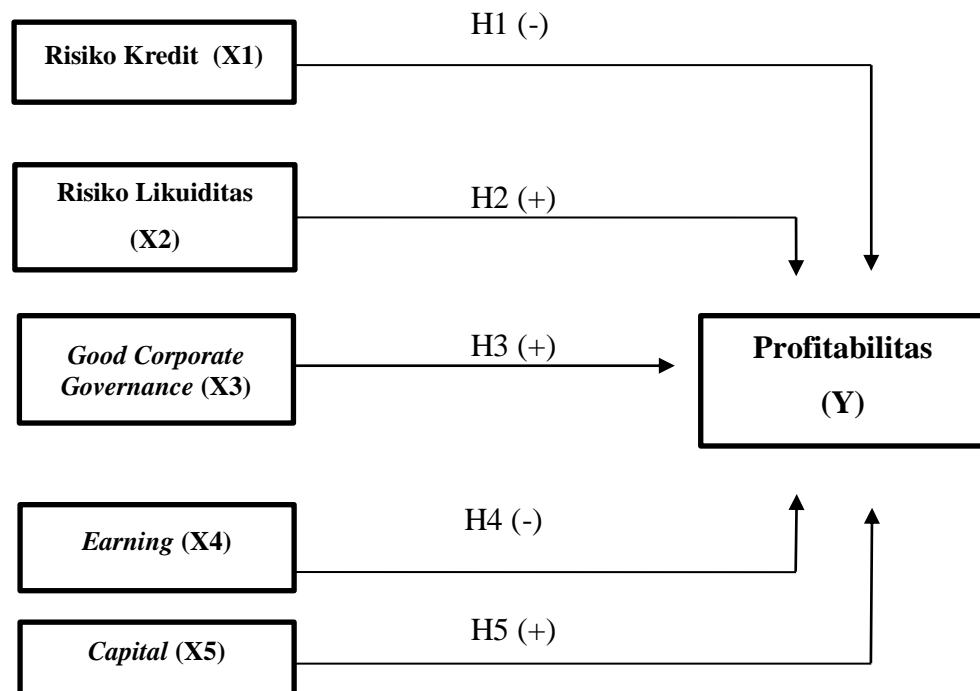 H1 (-)
Risiko Kredit (X1)
Risiko Likuiditas
(X2)
H2 (+)
Good Corporate
Governance (X3)
H3 (+)
Profitabilitas
(Y)
Earning (X4)
H4 (-)
Capital (X5)
H5 (+)